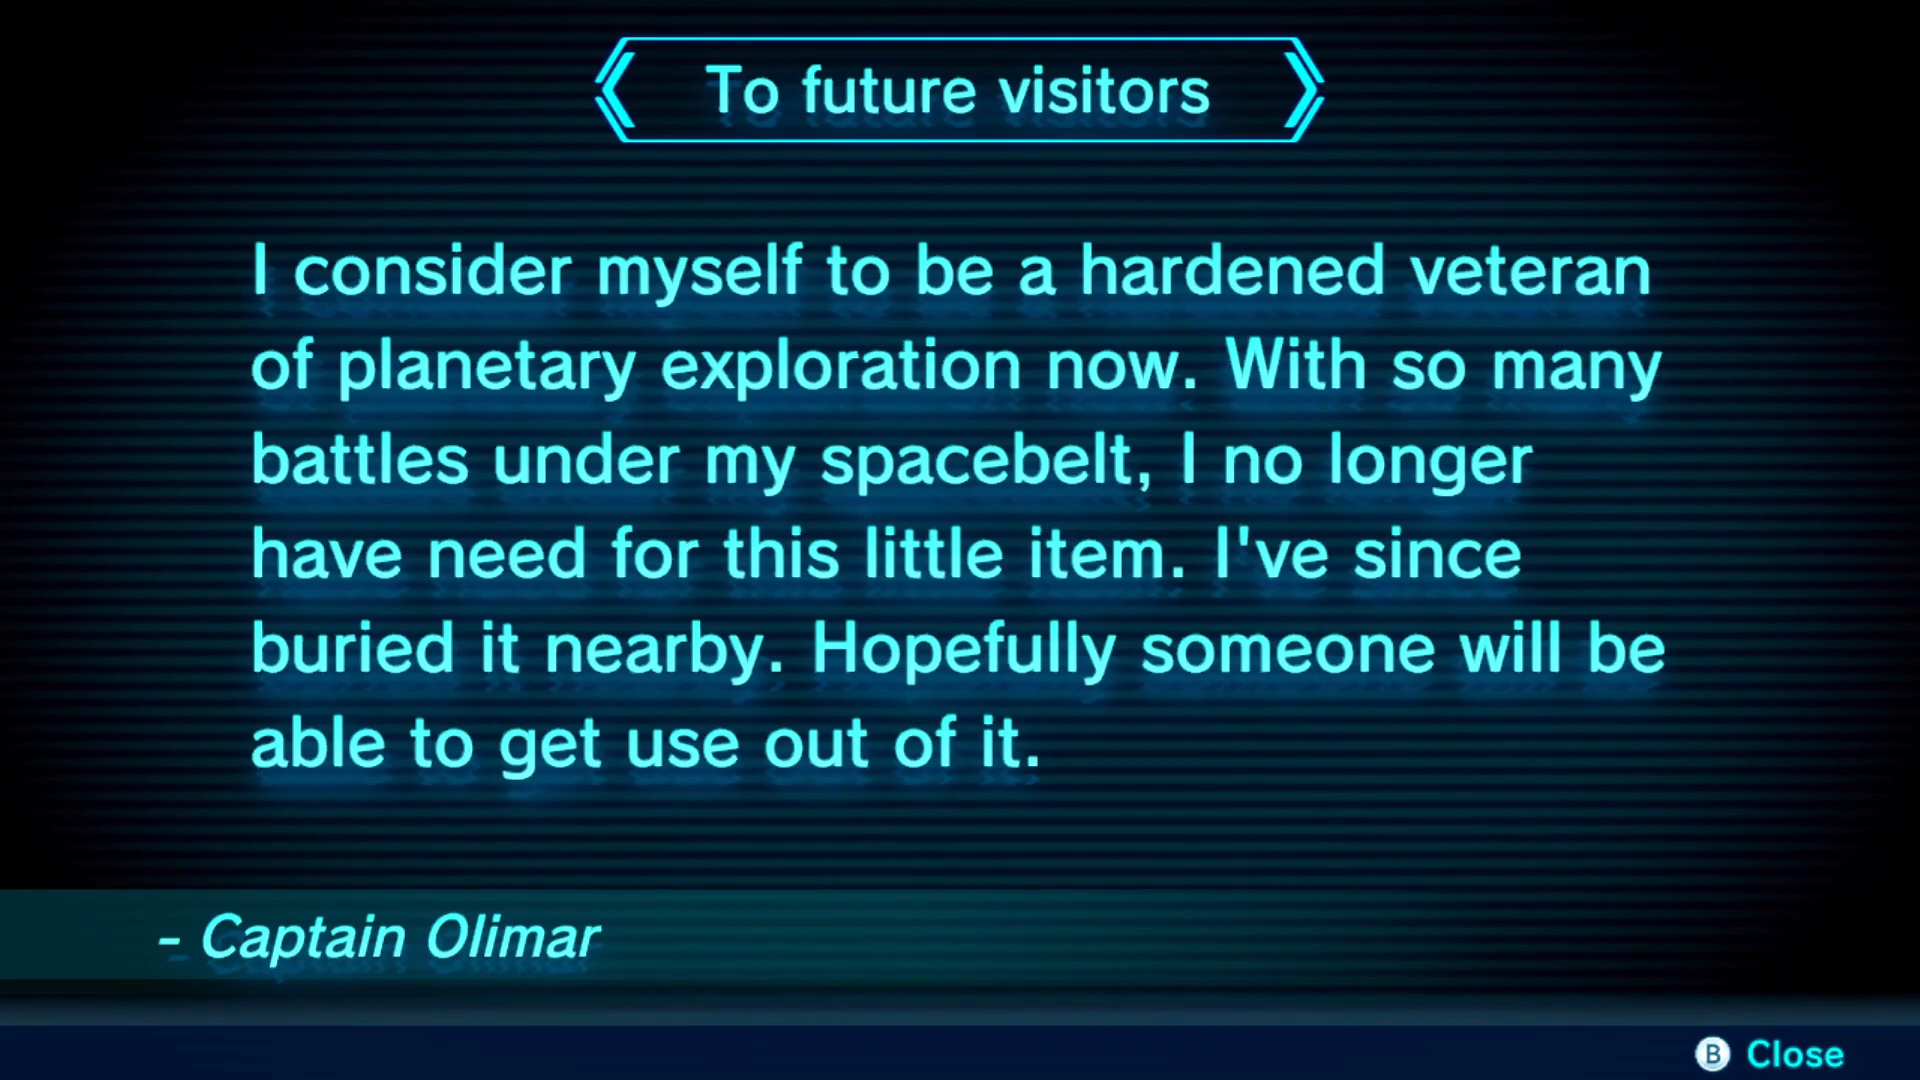 To future visitors
I consider myself to be a hardened veteran
of planetary exploration now. With so many
battles under my spacebelt, I no longer
have need for this little item. I've since
buried it nearby. Hopefully someone will be
able to get use out of it.
- Captain Olimar
B Close